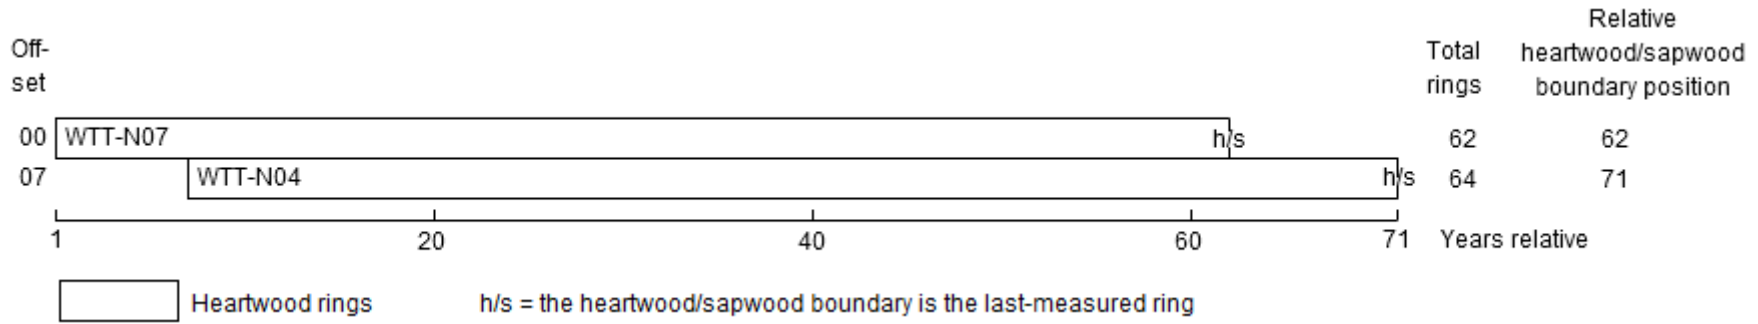 Relative
Off-
Total
heartwood/sapwood
set
rings
boundary position
00 WTT-N07 h/s 62 62
07 WTT-N04 h/s 64 71
1 20 40 60 71 Years relative
Heartwood rings h/s = the heartwood/sapwood boundary is the last-measured ring